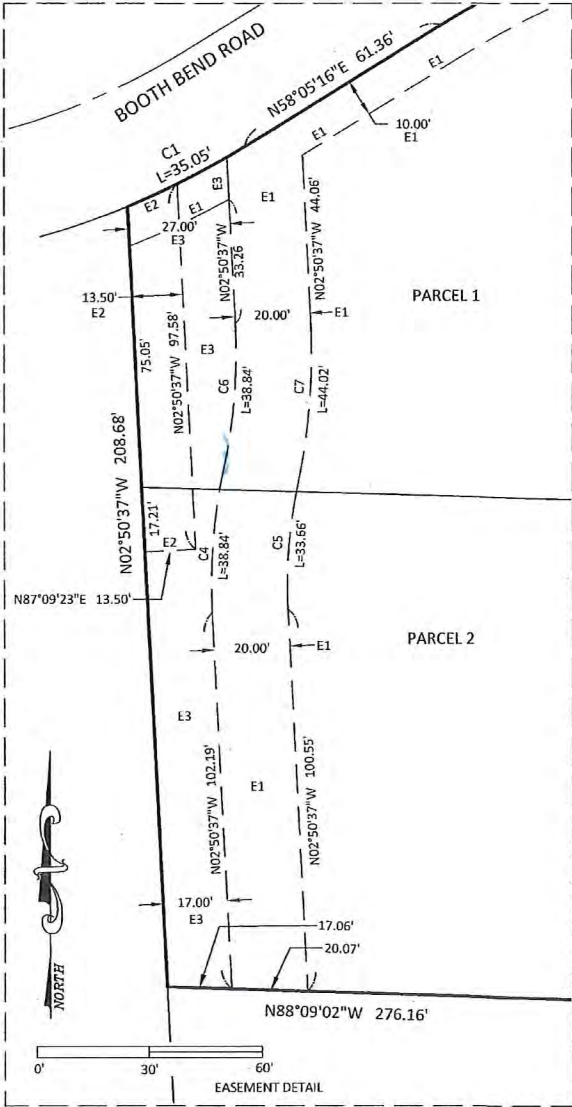 BOOTH BEND ROAD
N58°05'16"E 61.36'
E1
10.00'
E1
C1
L=35.05'
E1
E2
E1
E3
E1
27.00'
E3
N02°50'37"W
33.26
N02°50'37"W 44.06'
PARCEL 1
13.50'
E2
20.00'
E1
75.05'
N02°50'37"W 97.58'
E3
C6
L=38.84'
C7
L=44.02'
N02°50'37"W 208.68'
17.21'
E2
C4
L=38.84'
C5
L=33.66'
N87°09'23"E 13.50'
PARCEL 2
20.00'
E1
E3
N02°50'37"W 102.19'
E1
N02°50'37"W 100.55'
17.00'
E3
17.06'
20.07'
NORTH
N88°09'02"W 276.16'
0'
30'
60'
EASEMENT DETAIL